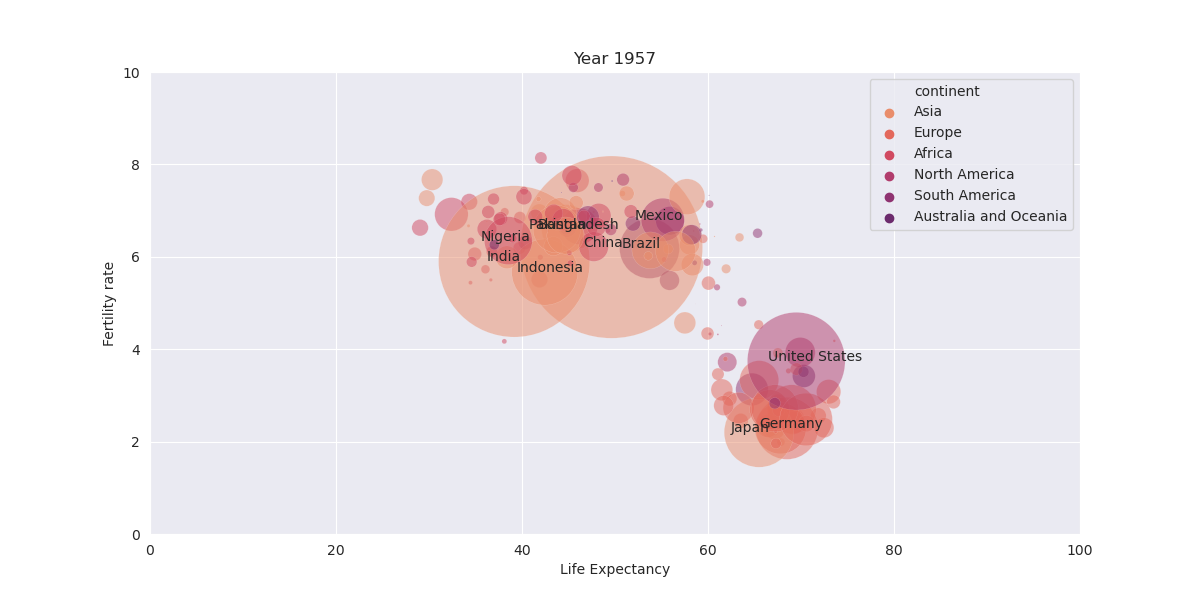 Year 1957
10
8
6
4
2
0
0 20 40 60 80 100
Fertility rate
Life Expectancy
continent
Asia
Europe
Africa
North America
South America
Australia and Oceania
Mexico
Pakistan
Bangladesh
Nigeria
China
Brazil
India
Indonesia
United States
Japan
Germany